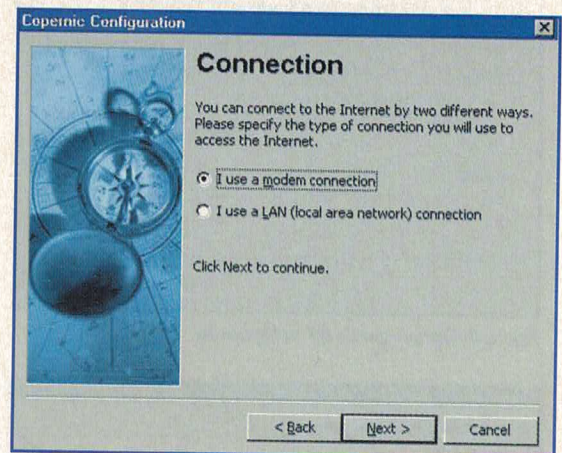 Copernic Configuration
Connection
You can connect to the Internet by two different ways.
Please specify the type of connection you will use to
access the Internet.
I use a modem connection
I use a LAN (local area network) connection
Click Next to continue.
< Back
Next >
Cancel